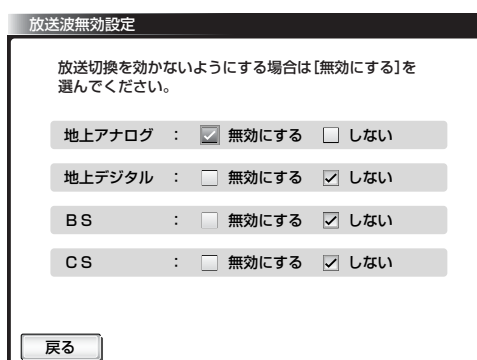 放送波無効設定
放送切換を効かないようにする場合は[無効にする]を
選んでください。
地上アナログ : 無効にする しない
地上デジタル : 無効にする しない
BS : 無効にする しない
CS : 無効にする しない
戻る